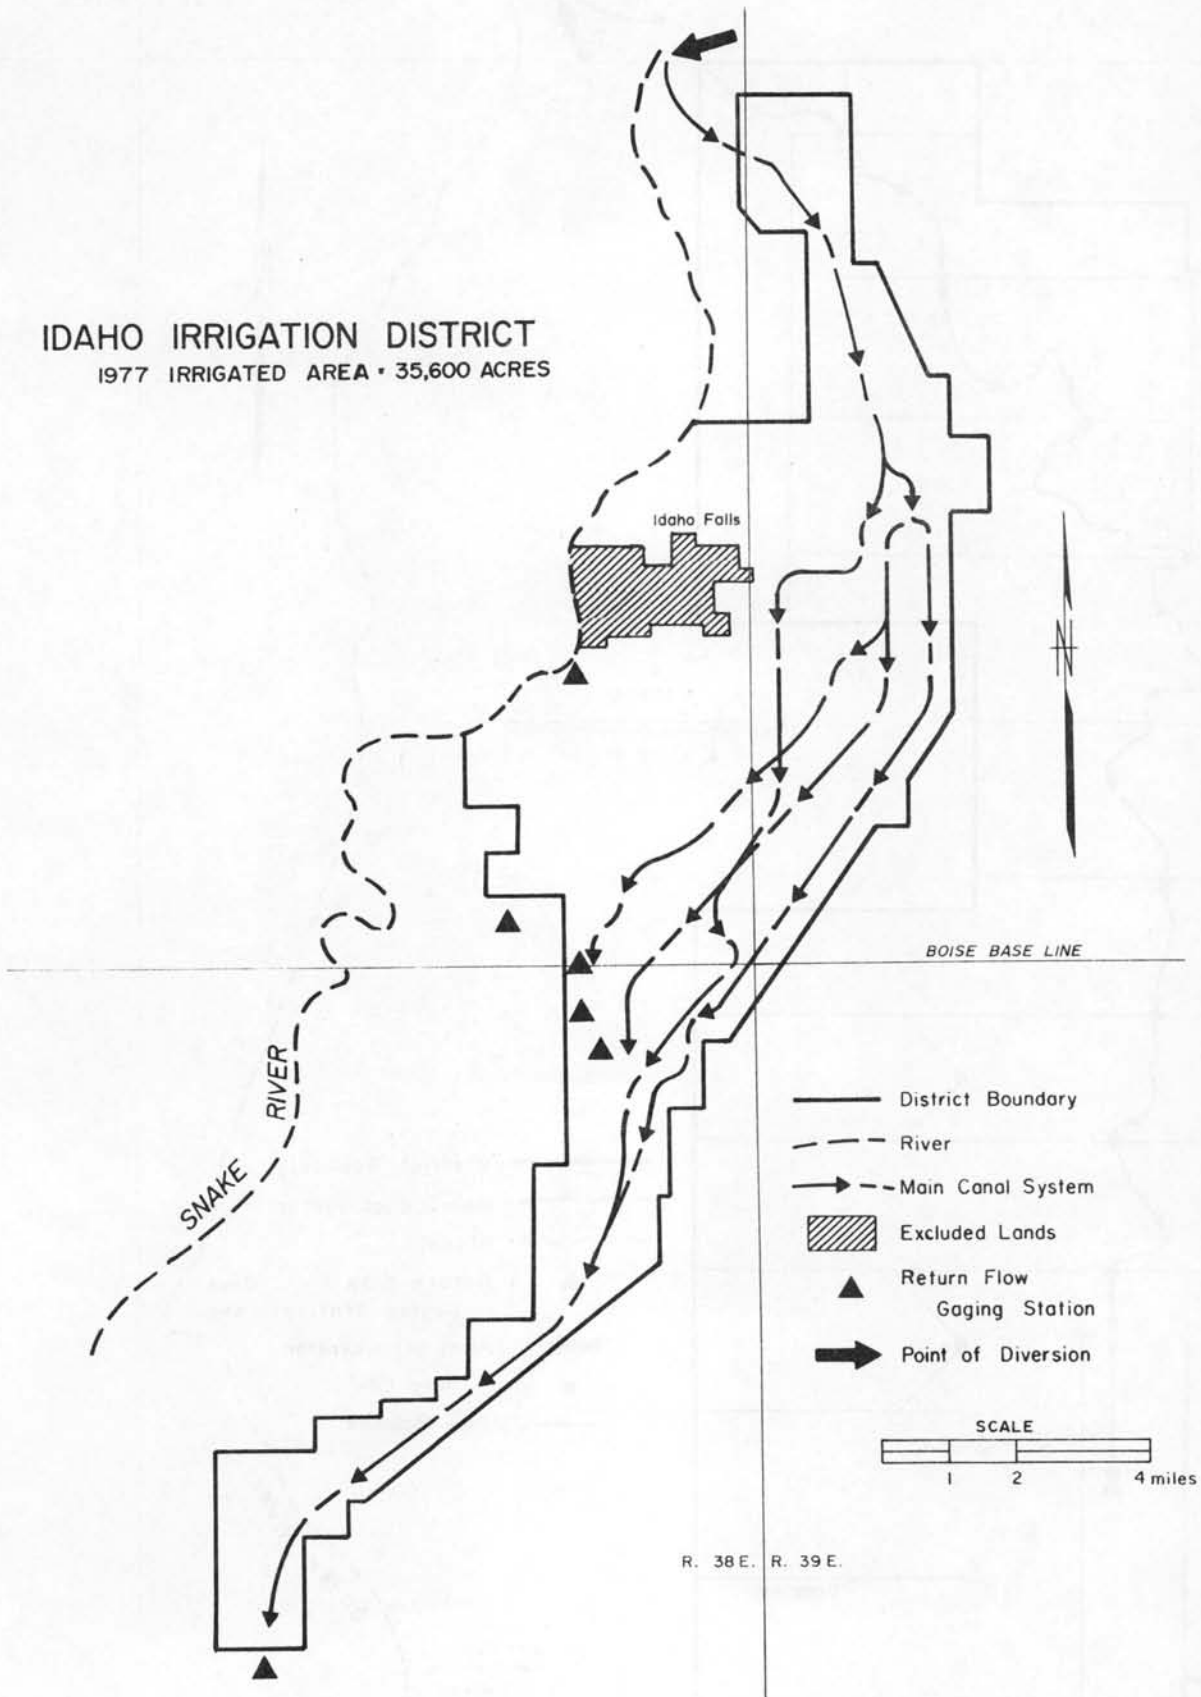 IDAHO IRRIGATION DISTRICT
1977 IRRIGATED AREA = 35,600 ACRES
Idaho Falls
N
BOISE BASE LINE
SNAKE RIVER
District Boundary
River
Main Canal System
Excluded Lands
Return Flow
Gaging Station
Point of Diversion
SCALE
1 2 4 miles
R. 38 E. R. 39 E.